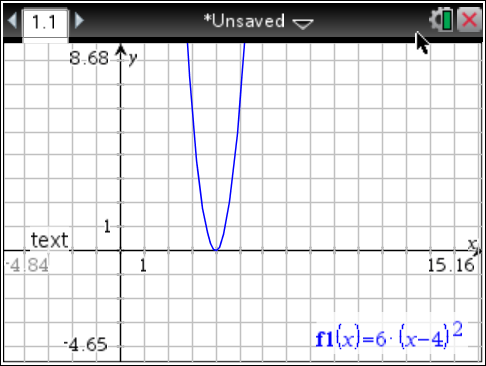 1.1
*Unsaved
8.68
y
1
text
x
-4.84
1
15.16
-4.65
f1(x)=6·(x−4)²